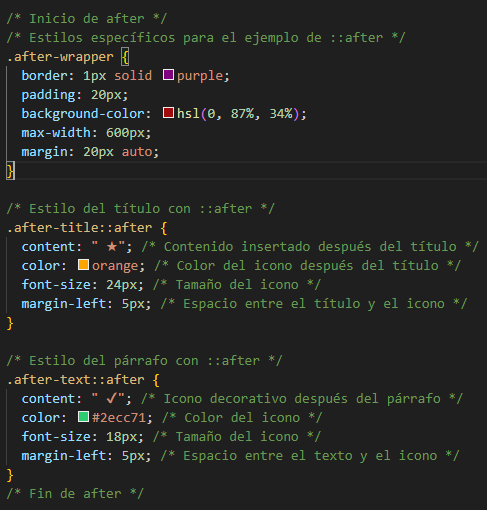 /* Inicio de after */
/* Estilos específicos para el ejemplo de ::after */
.after-wrapper {
  border: 1px solid purple;
  padding: 20px;
  background-color: hsl(0, 87%, 34%);
  max-width: 600px;
  margin: 20px auto;
}
/* Estilo del título con ::after */
.after-title::after {
  content: " ★"; /* Contenido insertado después del título */
  color: orange; /* Color del icono después del título */
  font-size: 24px; /* Tamaño del icono */
  margin-left: 5px; /* Espacio entre el título y el icono */
}
/* Estilo del párrafo con ::after */
.after-text::after {
  content: " ✔"; /* Icono decorativo después del párrafo */
  color: #2ecc71; /* Color del icono */
  font-size: 18px; /* Tamaño del icono */
  margin-left: 5px; /* Espacio entre el texto y el icono */
}
/* Fin de after */